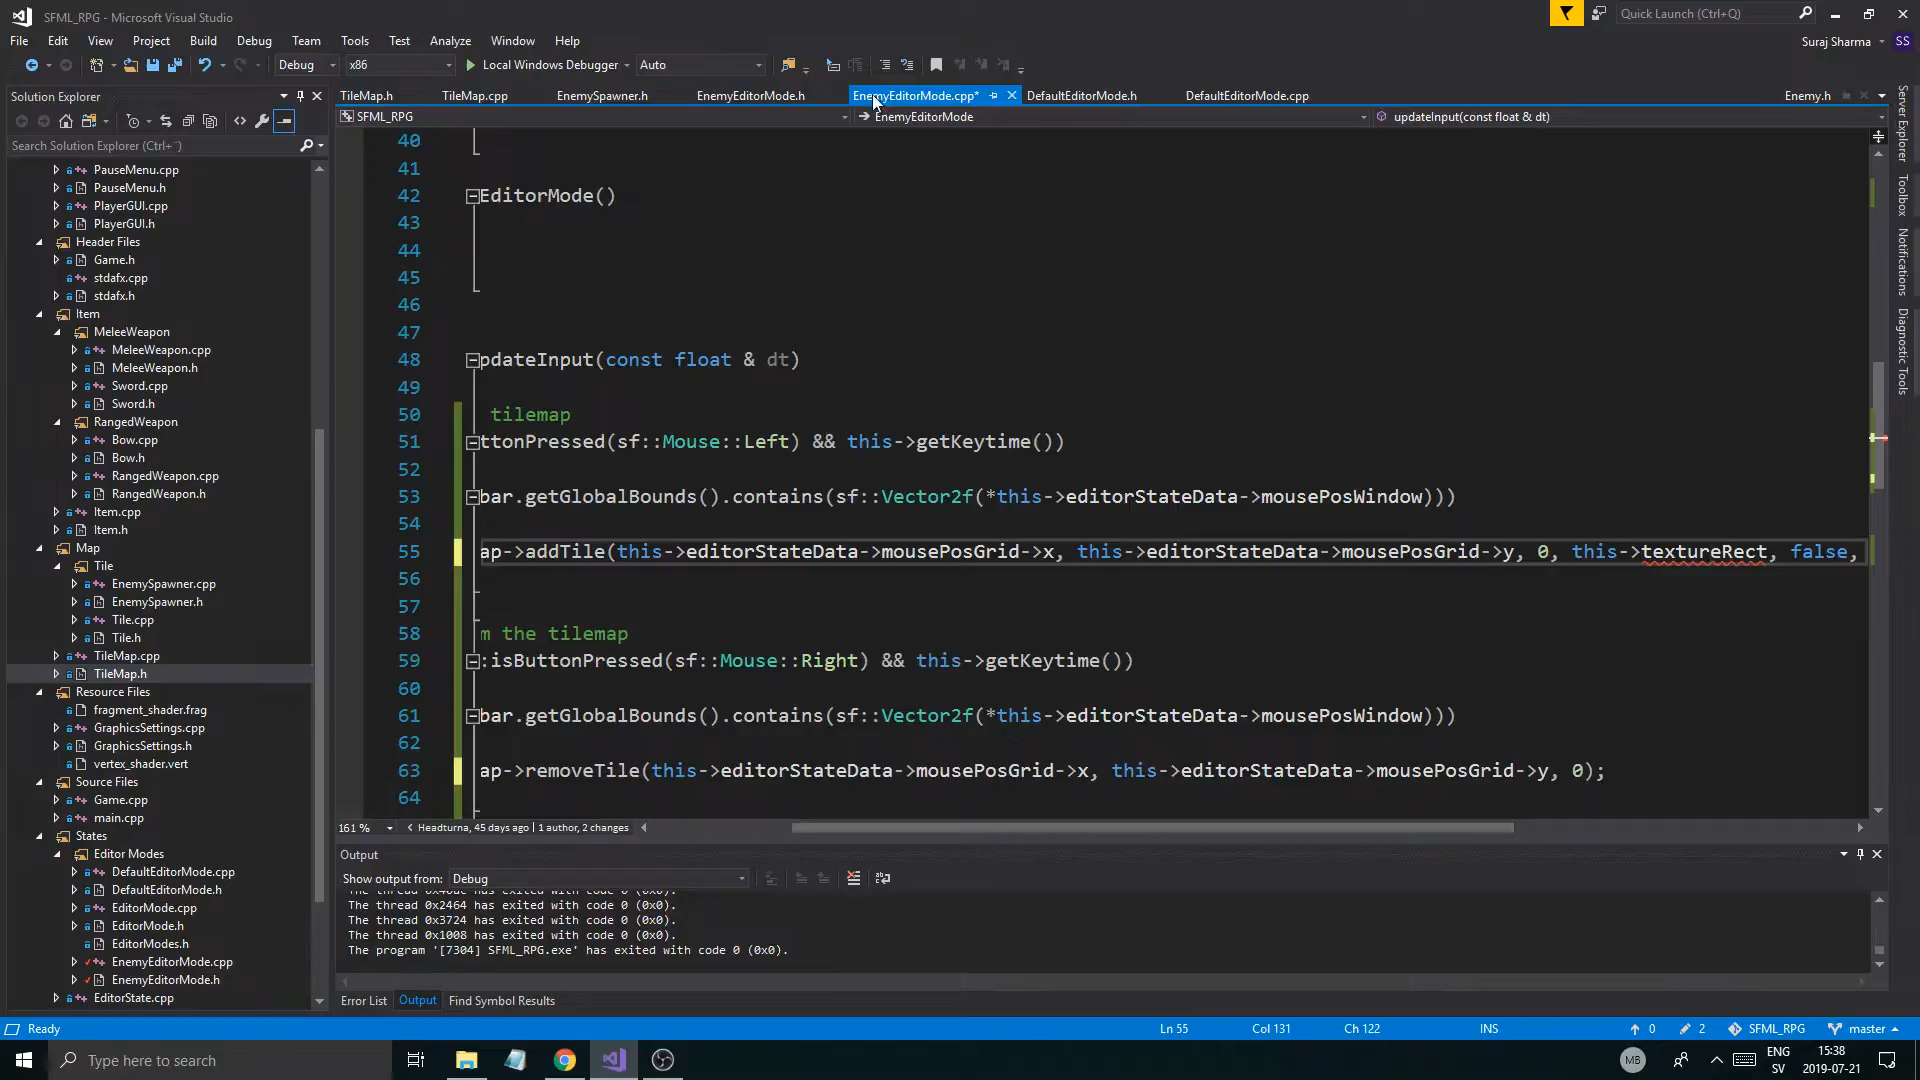 SFML_RPG - Microsoft Visual Studio
Quick Launch (Ctrl+Q)
File Edit View Project Build Debug Team Tools Test Analyze Window Help
Suraj Sharma SS
Debug x86 Local Windows Debugger Auto
Solution Explorer
TileMap.h TileMap.cpp EnemySpawner.h EnemyEditorMode.h EnemyEditorMode.cpp* DefaultEditorMode.h DefaultEditorMode.cpp Enemy.h
SFML_RPG EnemyEditorMode updateInput(const float & dt)
Search Solution Explorer (Ctrl+¨)
PauseMenu.cpp
PauseMenu.h
PlayerGUI.cpp
PlayerGUI.h
Header Files
Game.h
stdafx.cpp
stdafx.h
Item
MeleeWeapon
MeleeWeapon.cpp
MeleeWeapon.h
Sword.cpp
Sword.h
RangedWeapon
Bow.cpp
Bow.h
RangedWeapon.cpp
RangedWeapon.h
Item.cpp
Item.h
Map
Tile
EnemySpawner.cpp
EnemySpawner.h
Tile.cpp
Tile.h
TileMap.cpp
TileMap.h
Resource Files
fragment_shader.frag
GraphicsSettings.cpp
GraphicsSettings.h
vertex_shader.vert
Source Files
Game.cpp
main.cpp
States
Editor Modes
DefaultEditorMode.cpp
DefaultEditorMode.h
EditorMode.cpp
EditorMode.h
EditorModes.h
EnemyEditorMode.cpp
EnemyEditorMode.h
EditorState.cpp
40
41
42 EditorMode()
43
44
45
46
47
48 pdateInput(const float & dt)
49
50 tilemap
51 ttonPressed(sf::Mouse::Left) && this->getKeytime())
52
53 bar.getGlobalBounds().contains(sf::Vector2f(*this->editorStateData->mousePosWindow)))
54
55 ap->addTile(this->editorStateData->mousePosGrid->x, this->editorStateData->mousePosGrid->y, 0, this->textureRect, false,
56
57
58 m the tilemap
59 :isButtonPressed(sf::Mouse::Right) && this->getKeytime())
60
61 bar.getGlobalBounds().contains(sf::Vector2f(*this->editorStateData->mousePosWindow)))
62
63 ap->removeTile(this->editorStateData->mousePosGrid->x, this->editorStateData->mousePosGrid->y, 0);
64
161 % Headturna, 45 days ago | 1 author, 2 changes
Server Explorer
Toolbox
Notifications
Diagnostic Tools
Output
Show output from: Debug
The thread 0x2464 has exited with code 0 (0x0).
The thread 0x3724 has exited with code 0 (0x0).
The thread 0x1008 has exited with code 0 (0x0).
The program '[7304] SFML_RPG.exe' has exited with code 0 (0x0).
Error List Output Find Symbol Results
Ready Ln 55 Col 131 Ch 122 INS 0 2 SFML_RPG master
Type here to search
MB
ENG
SV
15:38
2019-07-21